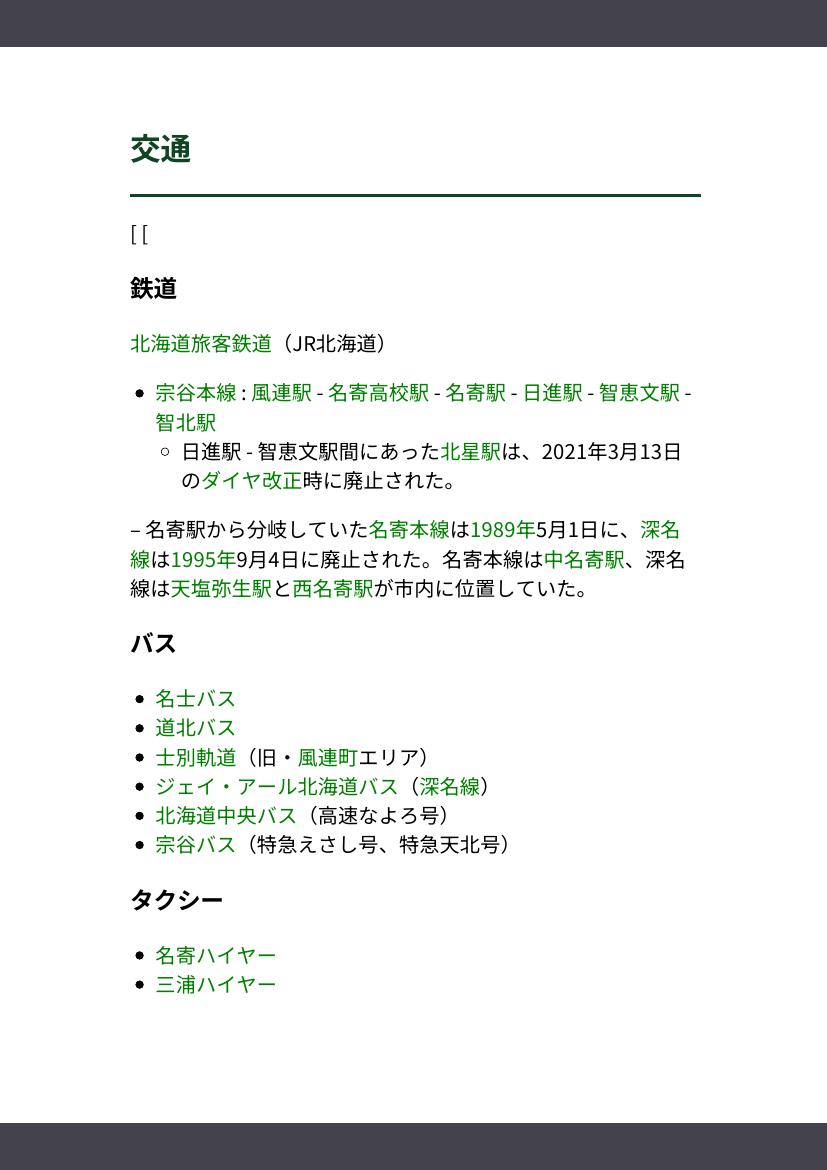 交通
[ [
鉄道
北海道旅客鉄道（JR北海道）
宗谷本線 : 風連駅 - 名寄高校駅 - 名寄駅 - 日進駅 - 智恵文駅 -
智北駅
日進駅 - 智恵文駅間にあった北星駅は、2021年3月13日
のダイヤ改正時に廃止された。
– 名寄駅から分岐していた名寄本線は1989年5月1日に、深名
線は1995年9月4日に廃止された。名寄本線は中名寄駅、深名
線は天塩弥生駅と西名寄駅が市内に位置していた。
バス
名士バス
道北バス
士別軌道（旧・風連町エリア）
ジェイ・アール北海道バス（深名線）
北海道中央バス（高速なよろ号）
宗谷バス（特急えさし号、特急天北号）
タクシー
名寄ハイヤー
三浦ハイヤー